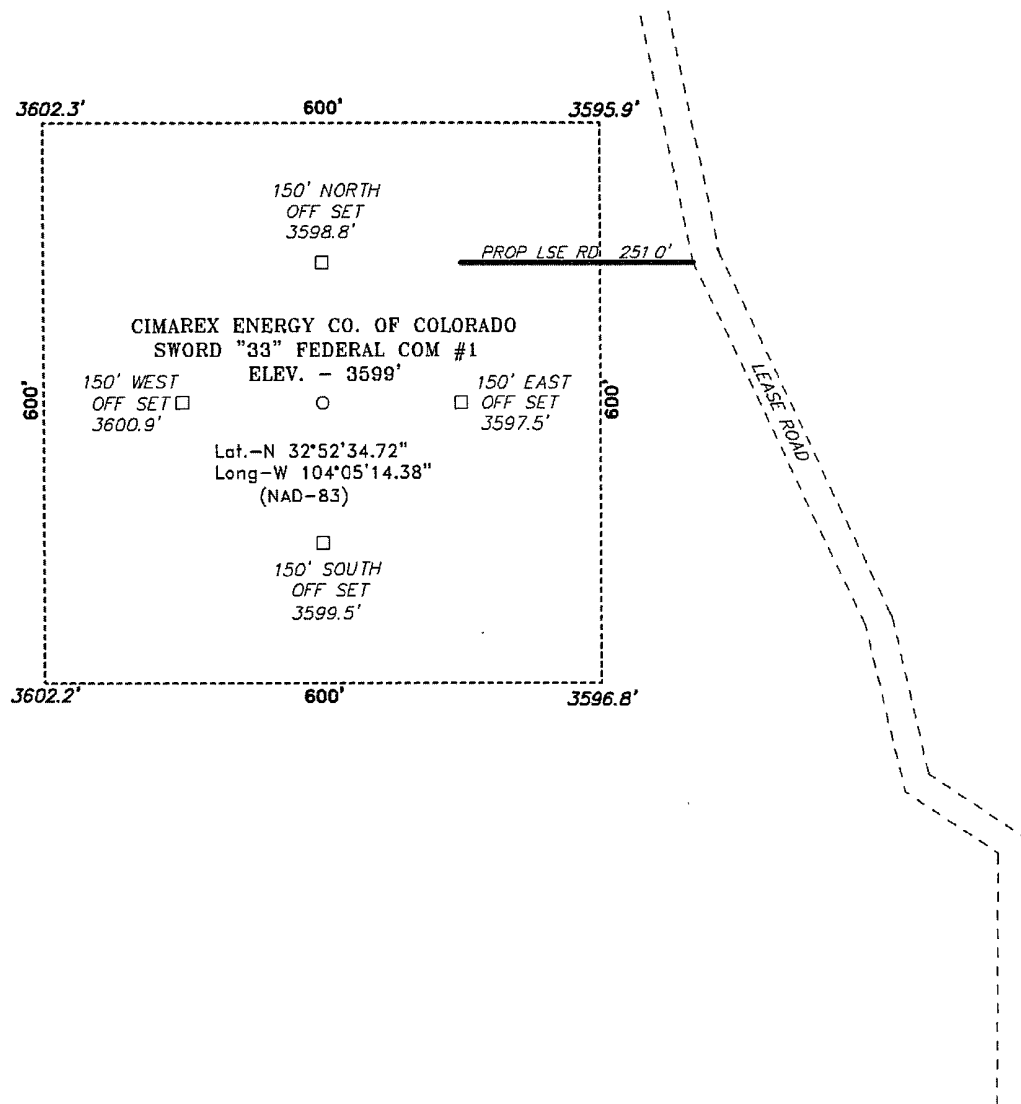 3602.3'
600'
3595.9'
150' NORTH
OFF SET
3598.8'
PROP LSE RD 251.0'
CIMAREX ENERGY CO. OF COLORADO
SWORD "33" FEDERAL COM #1
ELEV. - 3599'
600'
150' WEST
OFF SET
3600.9'
150' EAST
OFF SET
3597.5'
600'
LEASE ROAD
Lat.-N 32°52'34.72"
Long-W 104°05'14.38"
(NAD-83)
150' SOUTH
OFF SET
3599.5'
3602.2'
600'
3596.8'